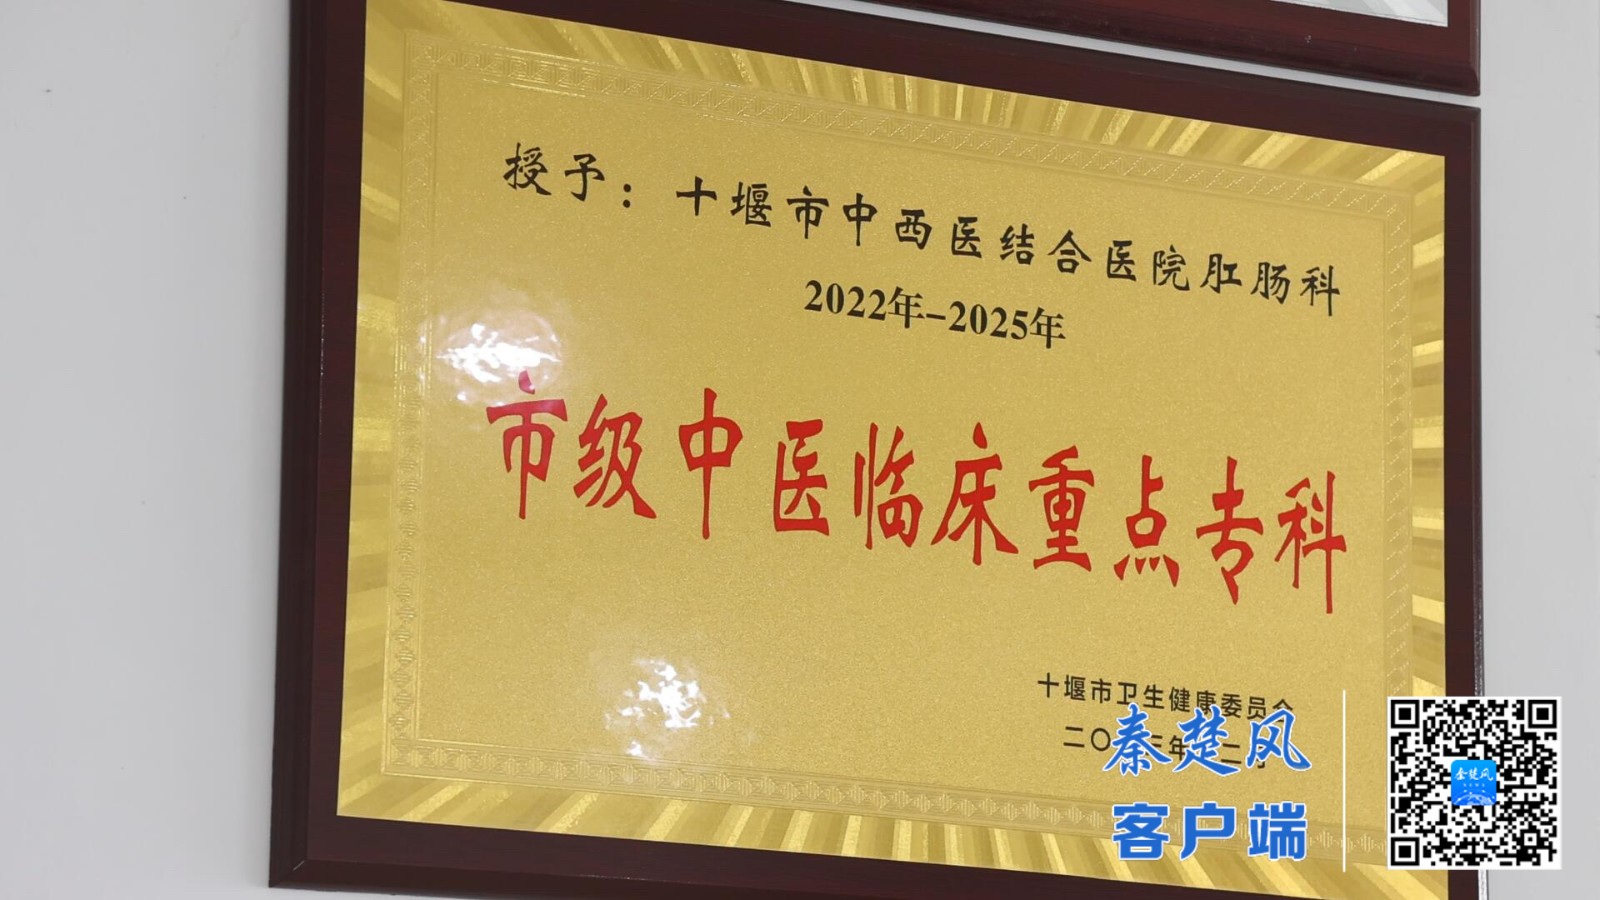 授予：十堰市中西医结合医院肛肠科
2022年-2025年
市级中医临床重点专科
十堰市卫生健康委员会
秦楚风
客户端